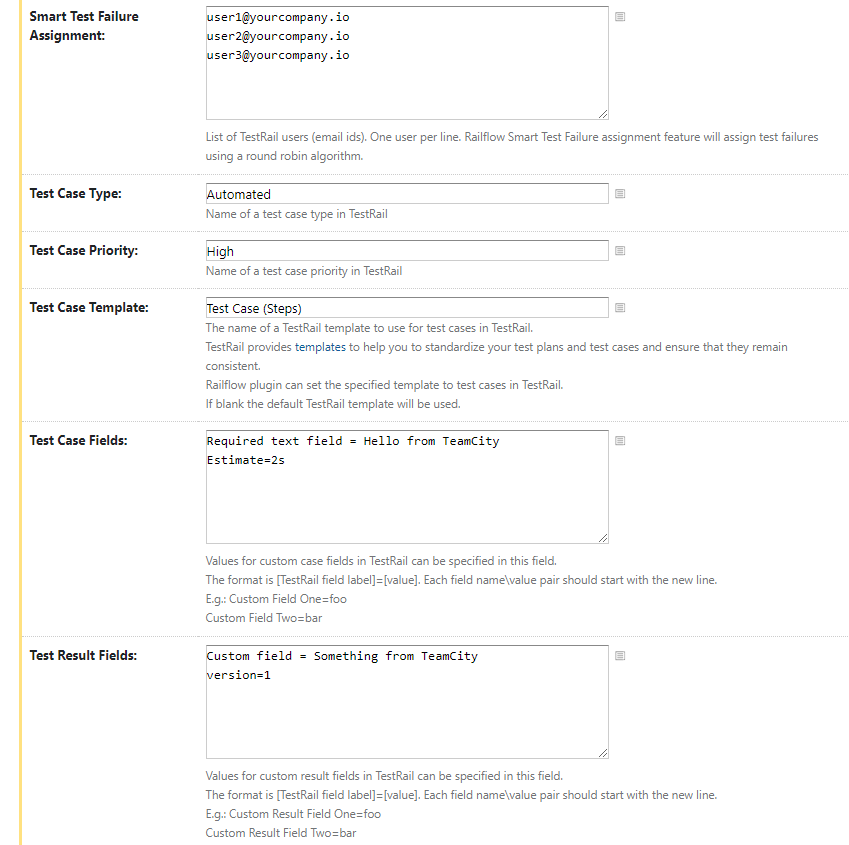 Smart Test Failure
Assignment:
user1@yourcompany.io
user2@yourcompany.io
user3@yourcompany.io
List of TestRail users (email ids). One user per line. Railflow Smart Test Failure assignment feature will assign test failures
using a round robin algorithm.
Test Case Type:
Automated
Name of a test case type in TestRail
Test Case Priority:
High
Name of a test case priority in TestRail
Test Case Template:
Test Case (Steps)
The name of a TestRail template to use for test cases in TestRail.
TestRail provides templates to help you to standardize your test plans and test cases and ensure that they remain
consistent.
Railflow plugin can set the specified template to test cases in TestRail.
If blank the default TestRail template will be used.
Test Case Fields:
Required text field = Hello from TeamCity
Estimate=2s
Values for custom case fields in TestRail can be specified in this field.
The format is [TestRail field label]=[value]. Each field name\value pair should start with the new line.
E.g.: Custom Field One=foo
Custom Field Two=bar
Test Result Fields:
Custom field = Something from TeamCity
version=1
Values for custom result fields in TestRail can be specified in this field.
The format is [TestRail field label]=[value]. Each field name\value pair should start with the new line.
E.g.: Custom Result Field One=foo
Custom Result Field Two=bar